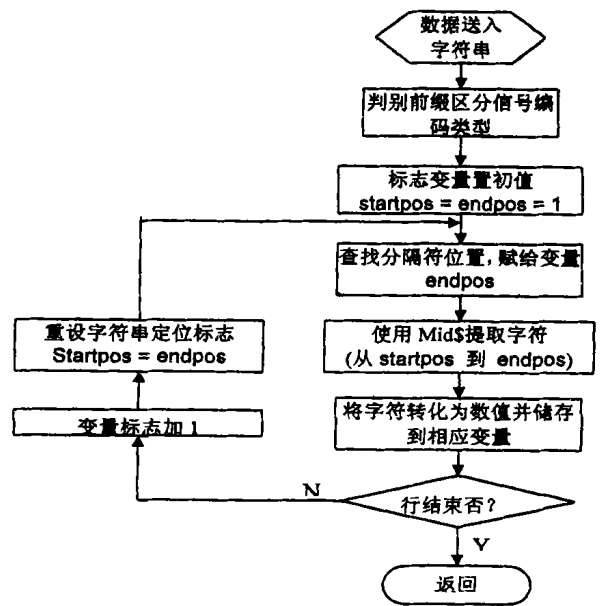 数据送入
字符串
判别前缀区分信号编
码类型
标志变量置初值
startpos = endpos = 1
查找分隔符位置，赋给变量
endpos
使用 Mid$提取字符
(从 startpos 到 endpos)
将字符转化为数值并储存
到相应变量
行结束否？
N
Y
返回
变量标志加 1
重设字符串定位标志
Startpos = endpos